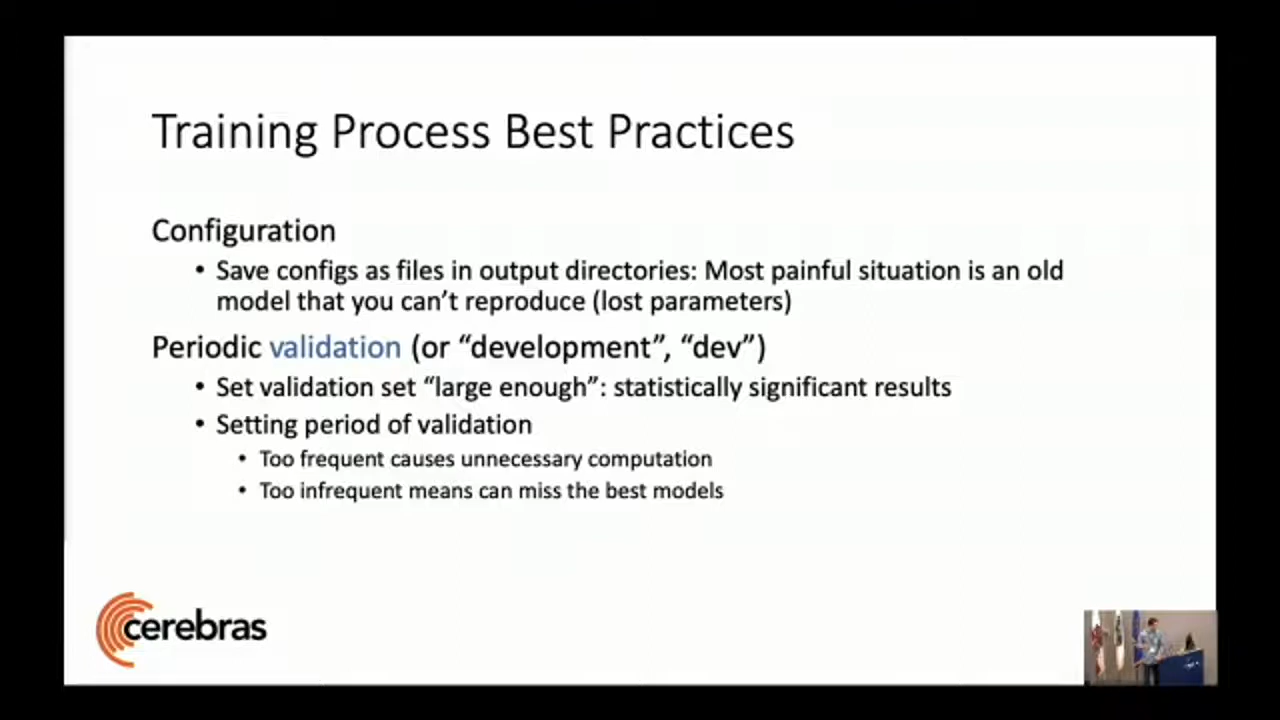 Training Process Best Practices
Configuration
• Save configs as files in output directories: Most painful situation is an old
model that you can’t reproduce (lost parameters)
Periodic validation (or “development”, “dev”)
• Set validation set “large enough”: statistically significant results
• Setting period of validation
• Too frequent causes unnecessary computation
• Too infrequent means can miss the best models
cerebras